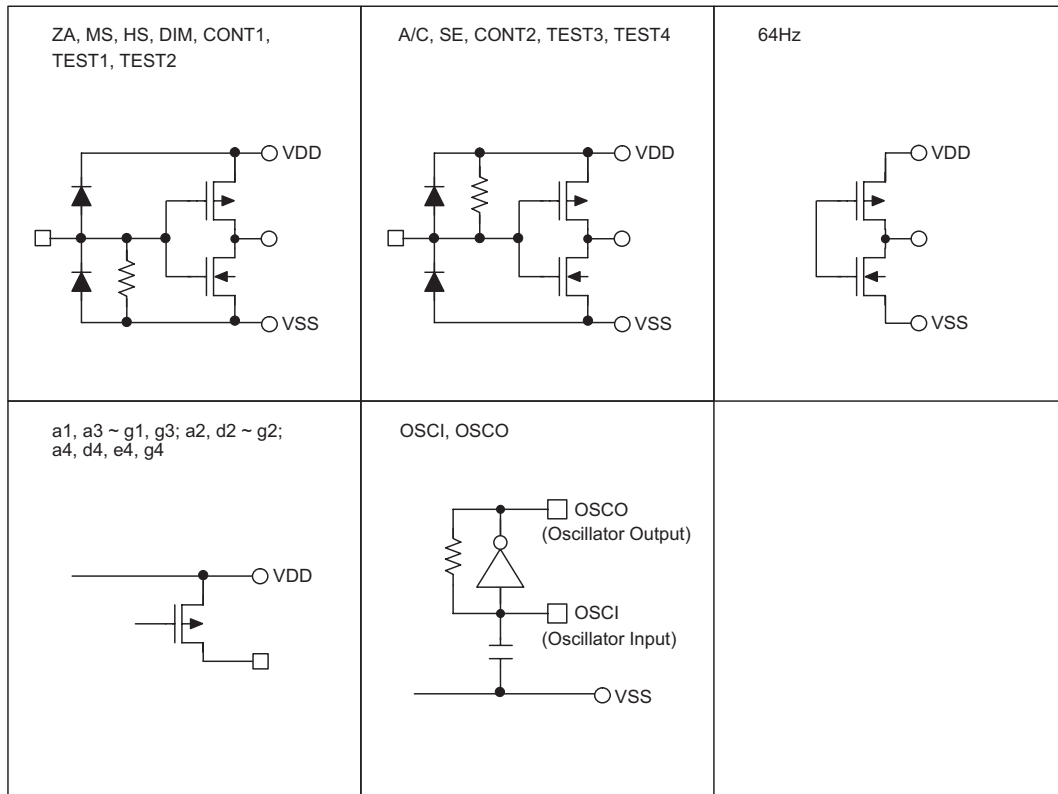 ZA, MS, HS, DIM, CONT1,
TEST1, TEST2
VDD
VSS
A/C, SE, CONT2, TEST3, TEST4
VDD
VSS
64Hz
VDD
VSS
a1, a3 ~ g1, g3; a2, d2 ~ g2;
a4, d4, e4, g4
VDD
OSCI, OSCO
OSCO
(Oscillator Output)
OSCI
(Oscillator Input)
VSS